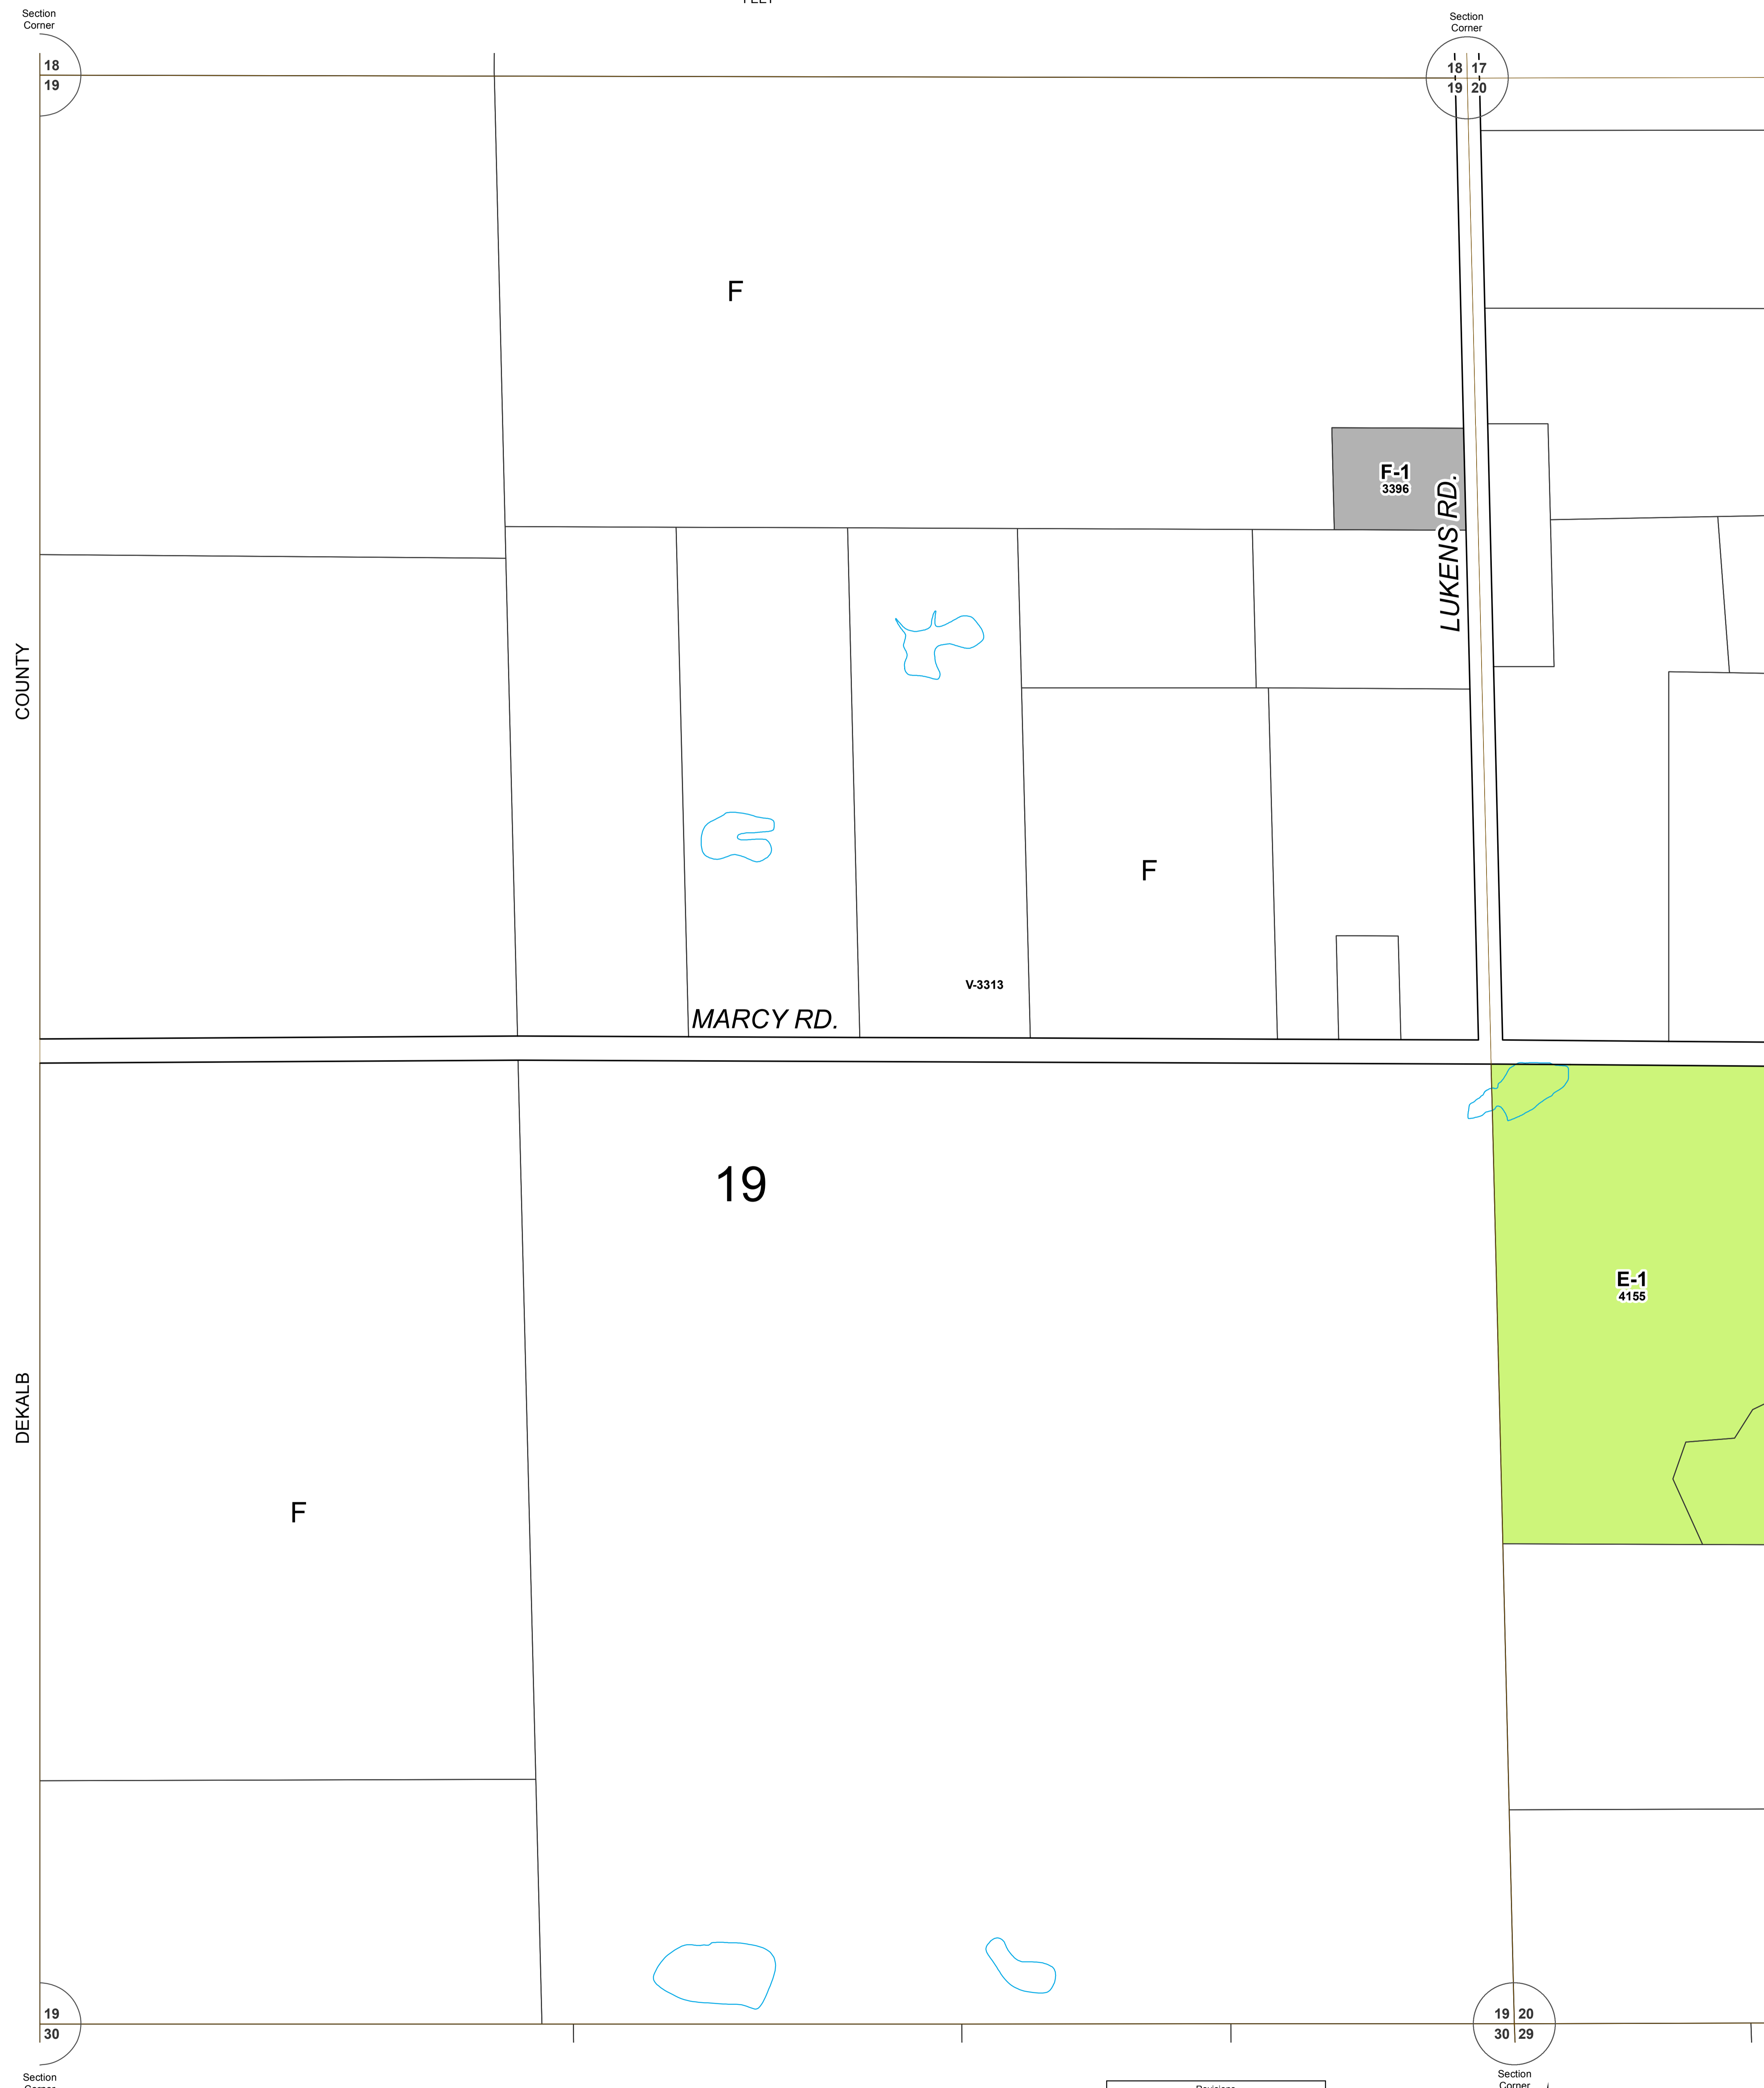 Section
Corner
Section
Corner
18
19
18 17
19 20
F
F-1
3396
LUKENS RD.
COUNTY
F
V-3313
MARCY RD.
19
E-1
4155
DEKALB
F
19
30
19 20
30 29
Section
Section